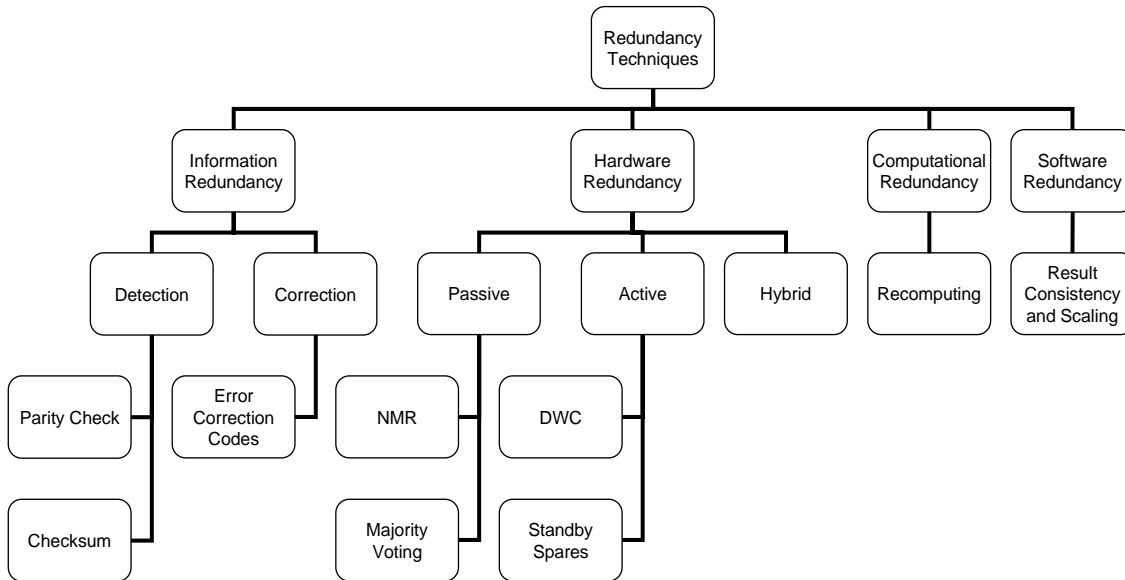 Redundancy
Techniques
Information
Redundancy
Hardware
Redundancy
Computational
Redundancy
Software
Redundancy
Detection
Correction
Passive
Active
Hybrid
Recomputing
Result
Consistency
and Scaling
Parity Check
Error
Correction
Codes
NMR
DWC
Checksum
Majority
Voting
Standby
Spares